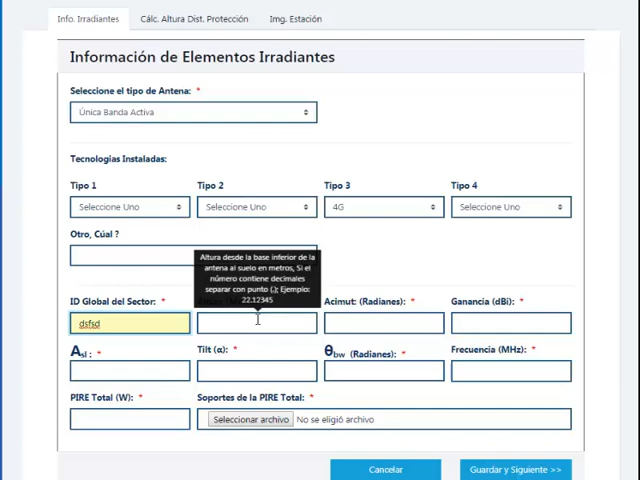 Info. Irradiantes
Cálc. Altura Dist. Protección
Img. Estación
Información de Elementos Irradiantes
Seleccione el tipo de Antena: *
Única Banda Activa
Tecnologías Instaladas:
Tipo 1
Tipo 2
Tipo 3
Tipo 4
Seleccione Uno
Seleccione Uno
4G
Seleccione Uno
Otro, Cúal ?
Altura desde la base inferior de la
antena al suelo en metros, Si el
número contiene decimales
separar con punto (.); Ejemplo:
22.12345
ID Global del Sector: *
Acimut: (Radianes): *
Ganancia (dBi): *
dsfsd
Asl : *
Tilt (α): *
θbw (Radianes): *
Frecuencia (MHz): *
PIRE Total (W): *
Soportes de la PIRE Total: *
Seleccionar archivo No se eligió archivo
Cancelar
Guardar y Siguiente >>